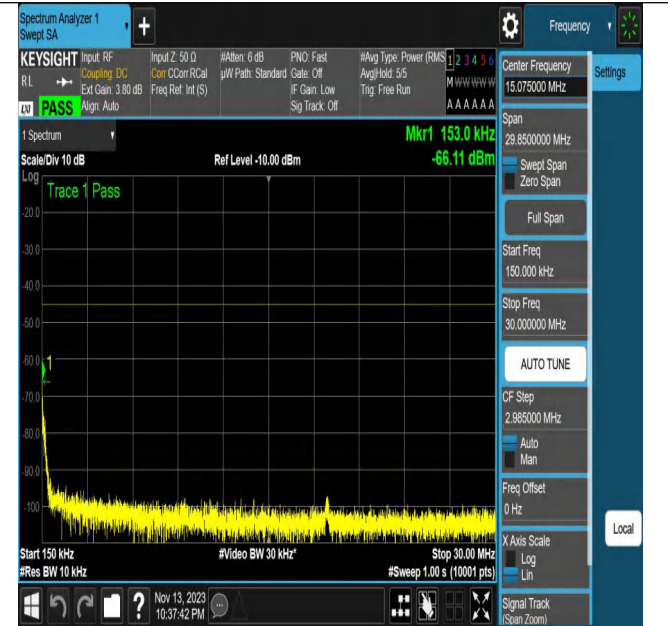 Spectrum Analyzer 1
Swept SA
+
Frequency
KEYSIGHT
RL
LXI
PASS
Input: RF
Coupling: DC
Ext Gain: 3.80 dB
Align: Auto
Input Z: 50 Ω
Corr CCorr RCal
Freq Ref: Int (S)
#Atten: 6 dB
µW Path: Standard
PNO: Fast
Gate: Off
IF Gain: Low
Sig Track: Off
#Avg Type: Power (RMS
Avg|Hold: 5/5
Trig: Free Run
1 2 3 4 5 6
M W W W W W
A A A A A A
1 Spectrum
Scale/Div 10 dB
Ref Level -10.00 dBm
Mkr1 153.0 kHz
-66.11 dBm
Log
Trace 1 Pass
-20.0
-30.0
-40.0
-50.0
-60.0
1
-70.0
-80.0
-90.0
-100
Start 150 kHz
#Video BW 30 kHz*
Stop 30.00 MHz
#Res BW 10 kHz
#Sweep 1.00 s (10001 pts)
?
Nov 13, 2023
10:37:42 PM
Center Frequency
15.075000 MHz
Settings
Span
29.8500000 MHz
Swept Span
Zero Span
Full Span
Start Freq
150.000 kHz
Stop Freq
30.000000 MHz
AUTO TUNE
CF Step
2.985000 MHz
Auto
Man
Freq Offset
0 Hz
X Axis Scale
Log
Lin
Local
Signal Track
(Span Zoom)